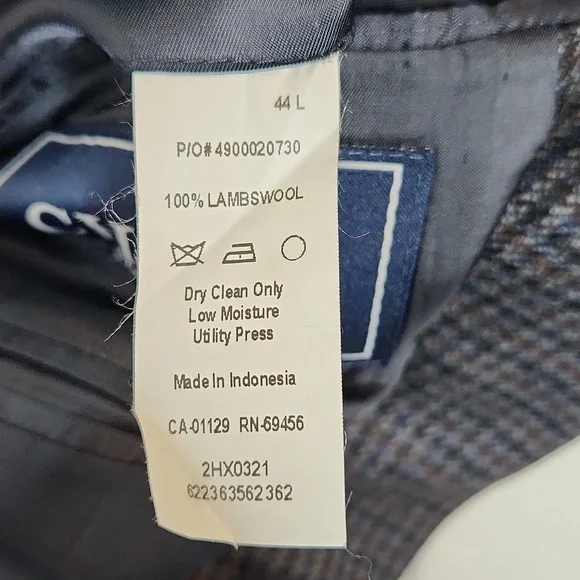 44 L
P/O# 4900020730
100% LAMBSWOOL
Dry Clean Only
Low Moisture
Utility Press
Made in Indonesia
CA-01129 RN-69456
2HX0321
622363562362